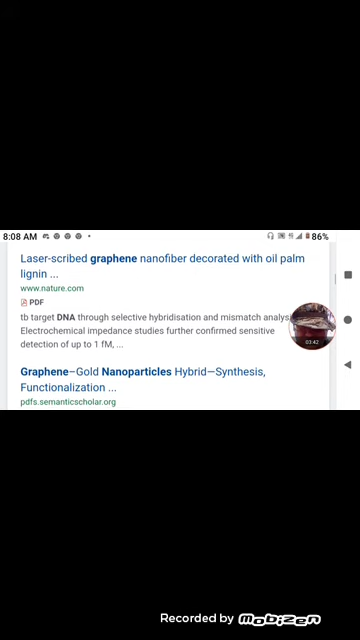 8:08 AM 86%
Laser-scribed graphene nanofiber decorated with oil palm
lignin ...
www.nature.com
PDF
tb target DNA through selective hybridisation and mismatch analysi
Electrochemical impedance studies further confirmed sensitive
detection of up to 1 fM, ...
03:42
Graphene–Gold Nanoparticles Hybrid—Synthesis,
Functionalization ...
pdfs.semanticscholar.org
Recorded by Mobizen